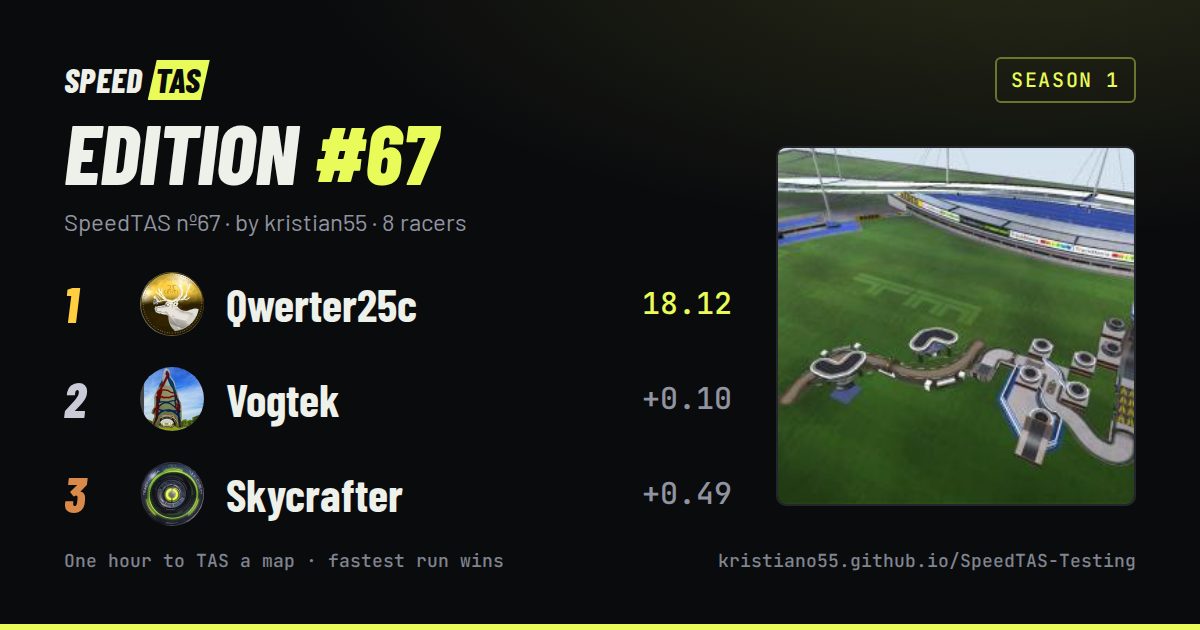 SPEED TAS
SEASON 1
EDITION #67
SpeedTAS nº67 · by kristian55 · 8 racers
1 Qwerter25c 18.12
2 Vogtek +0.10
3 Skycrafter +0.49
One hour to TAS a map · fastest run wins
kristiano55.github.io/SpeedTAS-Testing